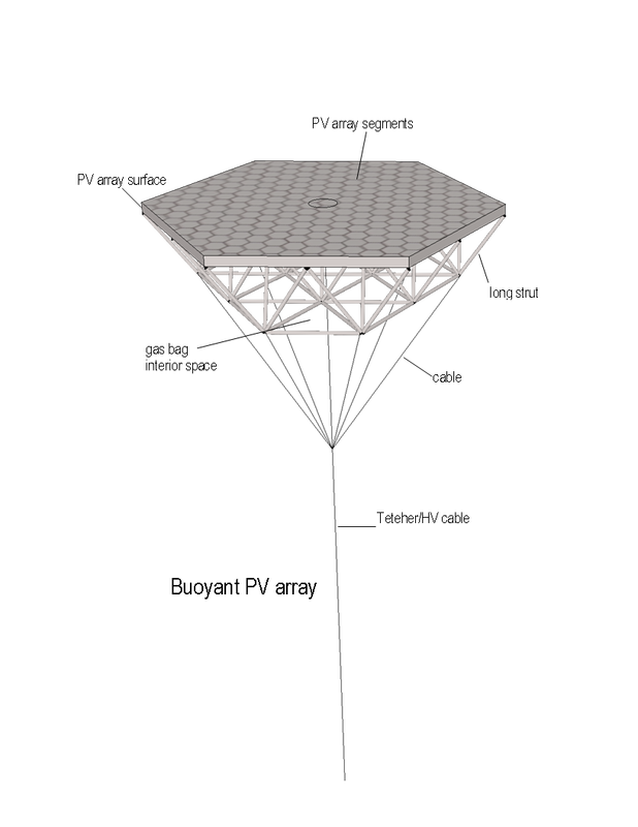 PV array segments
PV array surface
long strut
gas bag
interior space
cable
Teteher/HV cable
Buoyant PV array